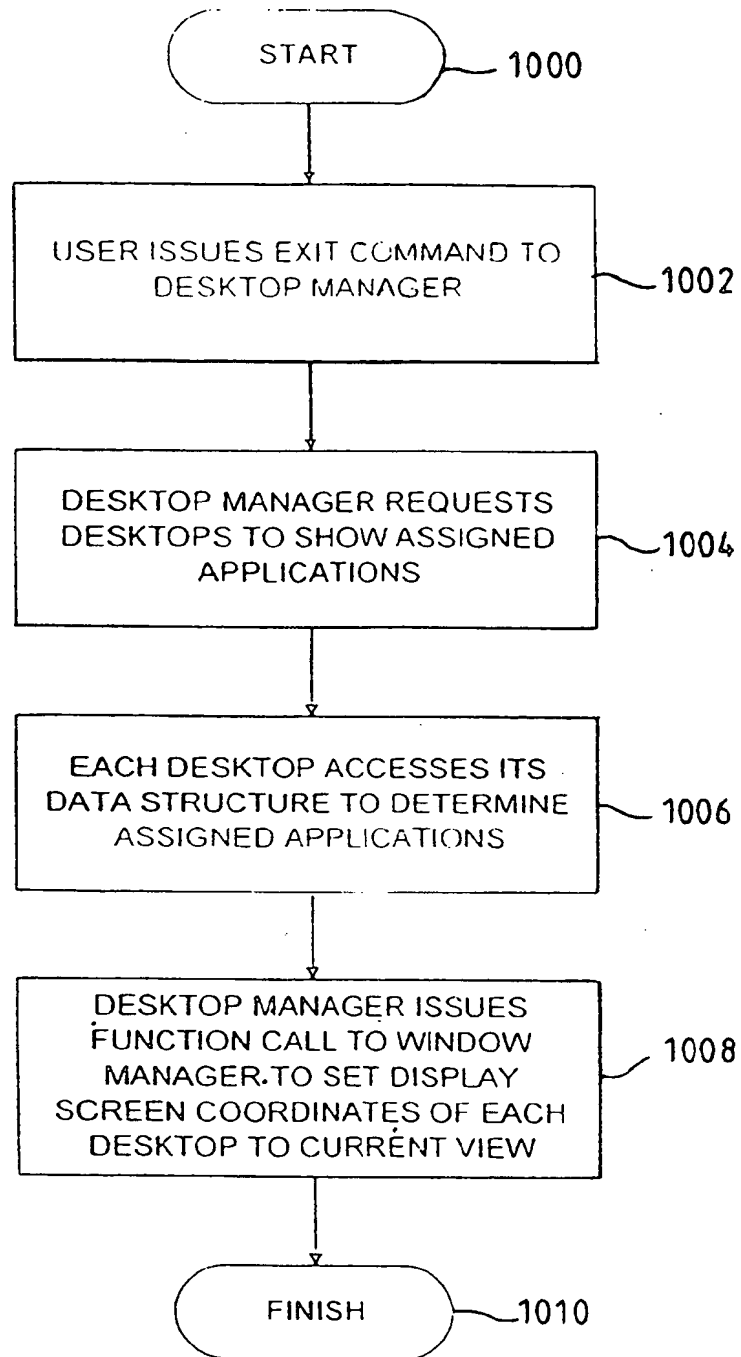 START
1000
USER ISSUES EXIT COMMAND TO
DESKTOP MANAGER
1002
DESKTOP MANAGER REQUESTS
DESKTOPS TO SHOW ASSIGNED
APPLICATIONS
1004
EACH DESKTOP ACCESSES ITS
DATA STRUCTURE TO DETERMINE
ASSIGNED APPLICATIONS
1006
DESKTOP MANAGER ISSUES
FUNCTION CALL TO WINDOW
MANAGER TO SET DISPLAY
SCREEN COORDINATES OF EACH
DESKTOP TO CURRENT VIEW
1008
FINISH
1010